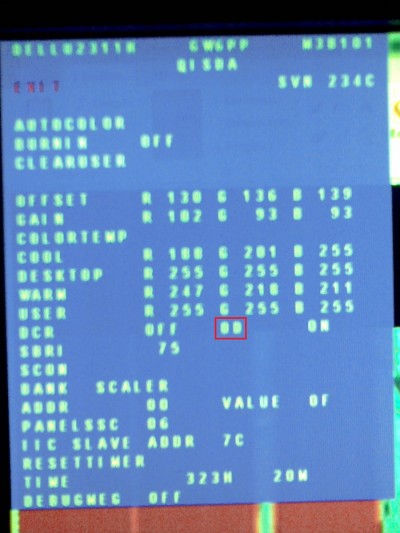 DELLU2311H GW6PP M3B101
QISDA
EXIT SVN 234C
AUTOCOLOR
BURNIN OFF
CLEARUSER
OFFSET R 130 G 136 B 139
GAIN R 102 G 93 B 93
COLORTEMP
COOL R 188 G 201 B 255
DESKTOP R 255 G 255 B 255
WARM R 247 G 218 B 211
USER R 255 G 255 B 255
DCR OFF OD ON
SBRI 75
SCON
BANK SCALER
ADDR 00 VALUE 0F
PANELSSC 06
IIC SLAVE ADDR 7C
RESETTIMER
TIME 323H 20M
DEBUGMEG OFF